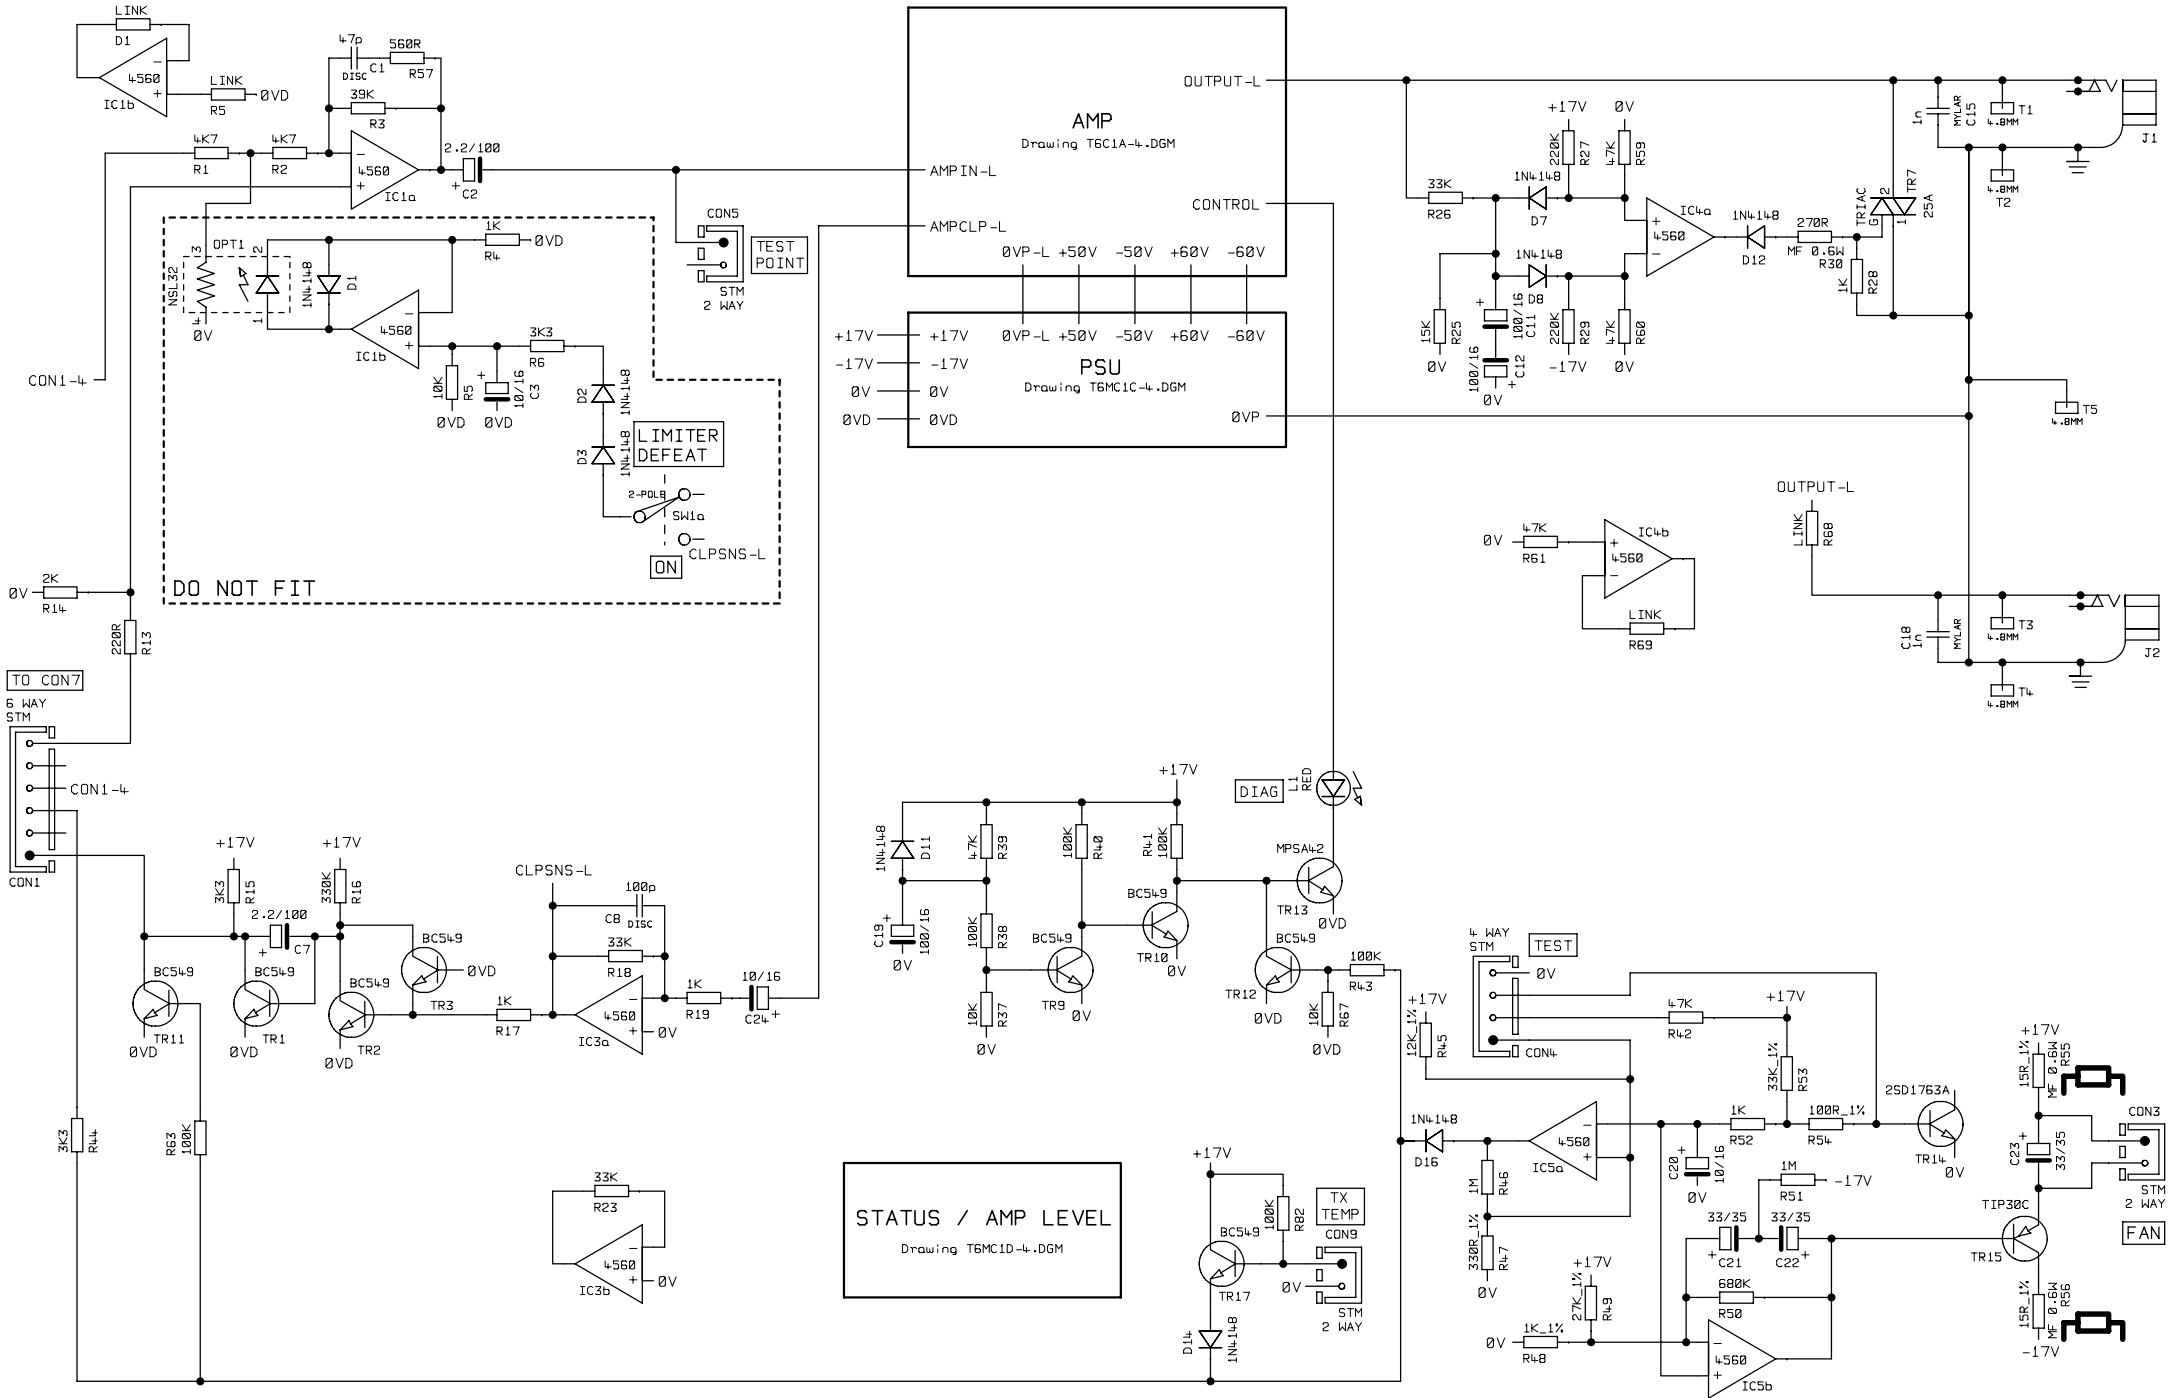 LINK
D1
4560
IC1b
LINK
R5
0VD
47p
DISC
C1
560R
R57
39K
R3
4K7
R1
4K7
R2
4560
IC1a
2.2/100
C2
CON1-4
OPT1
NSL32
3
4
2
1
0V
1N4148
D1
1K
R4
0VD
4560
IC1b
10K
R5
0VD
10/16
C3
0VD
3K3
R6
D2
1N4148
D3
1N4148
LIMITER
DEFEAT
2-POLE
SW1a
CLPSNS-L
ON
DO NOT FIT
CON5
TEST
POINT
STM
2 WAY
AMP
Drawing T6C1A-4.DGM
OUTPUT-L
AMPIN-L
CONTROL
AMPCLP-L
0VP-L
+50V
-50V
+60V
-60V
+17V
-17V
0V
0VD
+17V
-17V
0V
0VD
0VP-L
+50V
-50V
+60V
-60V
PSU
Drawing T6MC1C-4.DGM
0VP
33K
R26
15K
R25
0V
100/16
C11
100/16
C12
0V
+17V
220K
R27
1N4148
D7
1N4148
D8
220K
R29
-17V
0V
47K
R59
47K
R60
0V
IC4a
4560
1N4148
D12
270R
MF 0.6W
R30
1K
R28
TRIAC
G
2
1
TR7
25A
1n
MYLAR
C15
T1
4.8MM
T2
4.8MM
J1
T5
4.8MM
0V
47K
R61
IC4b
4560
LINK
R69
OUTPUT-L
LINK
R68
C18
1n
MYLAR
T3
4.8MM
T4
4.8MM
J2
0V
2K
R14
220R
R13
TO CON7
6 WAY
STM
CON1-4
CON1
+17V
3K3
R15
2.2/100
C7
+17V
330K
R16
BC549
TR11
0VD
BC549
TR1
0VD
BC549
TR2
0VD
BC549
TR3
0VD
1K
R17
CLPSNS-L
100p
C8
DISC
33K
R18
4560
IC3a
0V
1K
R19
10/16
C24
3K3
R44
R63
100K
33K
R23
4560
IC3b
0V
STATUS / AMP LEVEL
Drawing T6MC1D-4.DGM
1N4148
D11
C19
100/16
0V
47K
R39
100K
R38
10K
R37
0V
100K
R40
BC549
TR9
0V
+17V
R41
100K
BC549
TR10
0V
DIAG
L1
RED
MPSA42
TR13
0VD
BC549
TR12
0VD
100K
R43
10K
R67
0VD
+17V
12K_1%
R45
4 WAY
STM
TEST
0V
CON4
47K
R42
+17V
33K_1%
R53
1N4148
D16
4560
IC5a
1M
R46
330R_1%
R47
0V
1K
R52
100R_1%
R54
2SD1763A
TR14
0V
C20
10/16
0V
1M
R51
-17V
33/35
C21
33/35
C22
680K
R50
+17V
27K_1%
R49
0V
1K_1%
R48
4560
IC5b
+17V
15R_1%
MF 0.6W
R55
C23
33/35
CON3
STM
2 WAY
FAN
TIP30C
TR15
15R_1%
MF 0.6W
R56
-17V
+17V
100K
R82
BC549
TR17
D14
1N4148
TX
TEMP
CON9
0V
STM
2 WAY